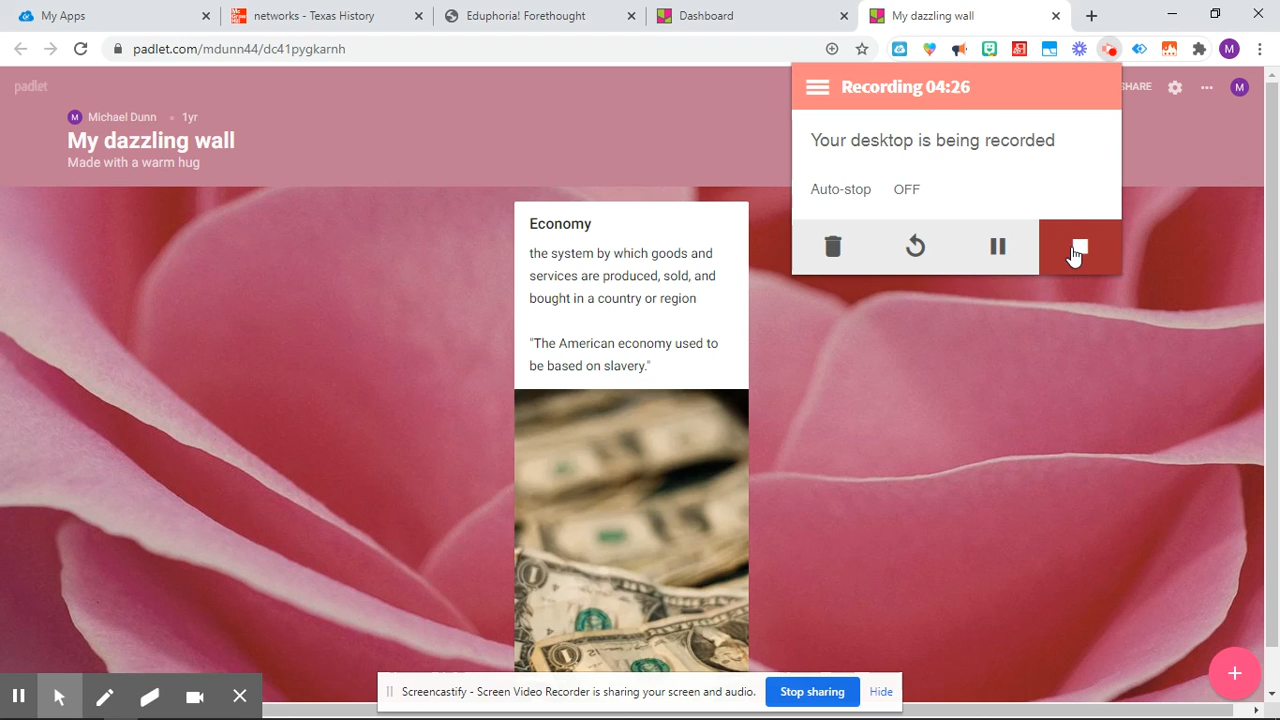 My Apps
networks - Texas History
Eduphoria! Forethought
Dashboard
My dazzling wall
padlet.com/mdunn44/dc41pygkarnh
M
padlet
Recording 04:26
SHARE
M
M Michael Dunn • 1yr
My dazzling wall
Made with a warm hug
Your desktop is being recorded
Auto-stop OFF
Economy
the system by which goods and
services are produced, sold, and
bought in a country or region
"The American economy used to
be based on slavery."
Screencastify - Screen Video Recorder is sharing your screen and audio.
Stop sharing
Hide